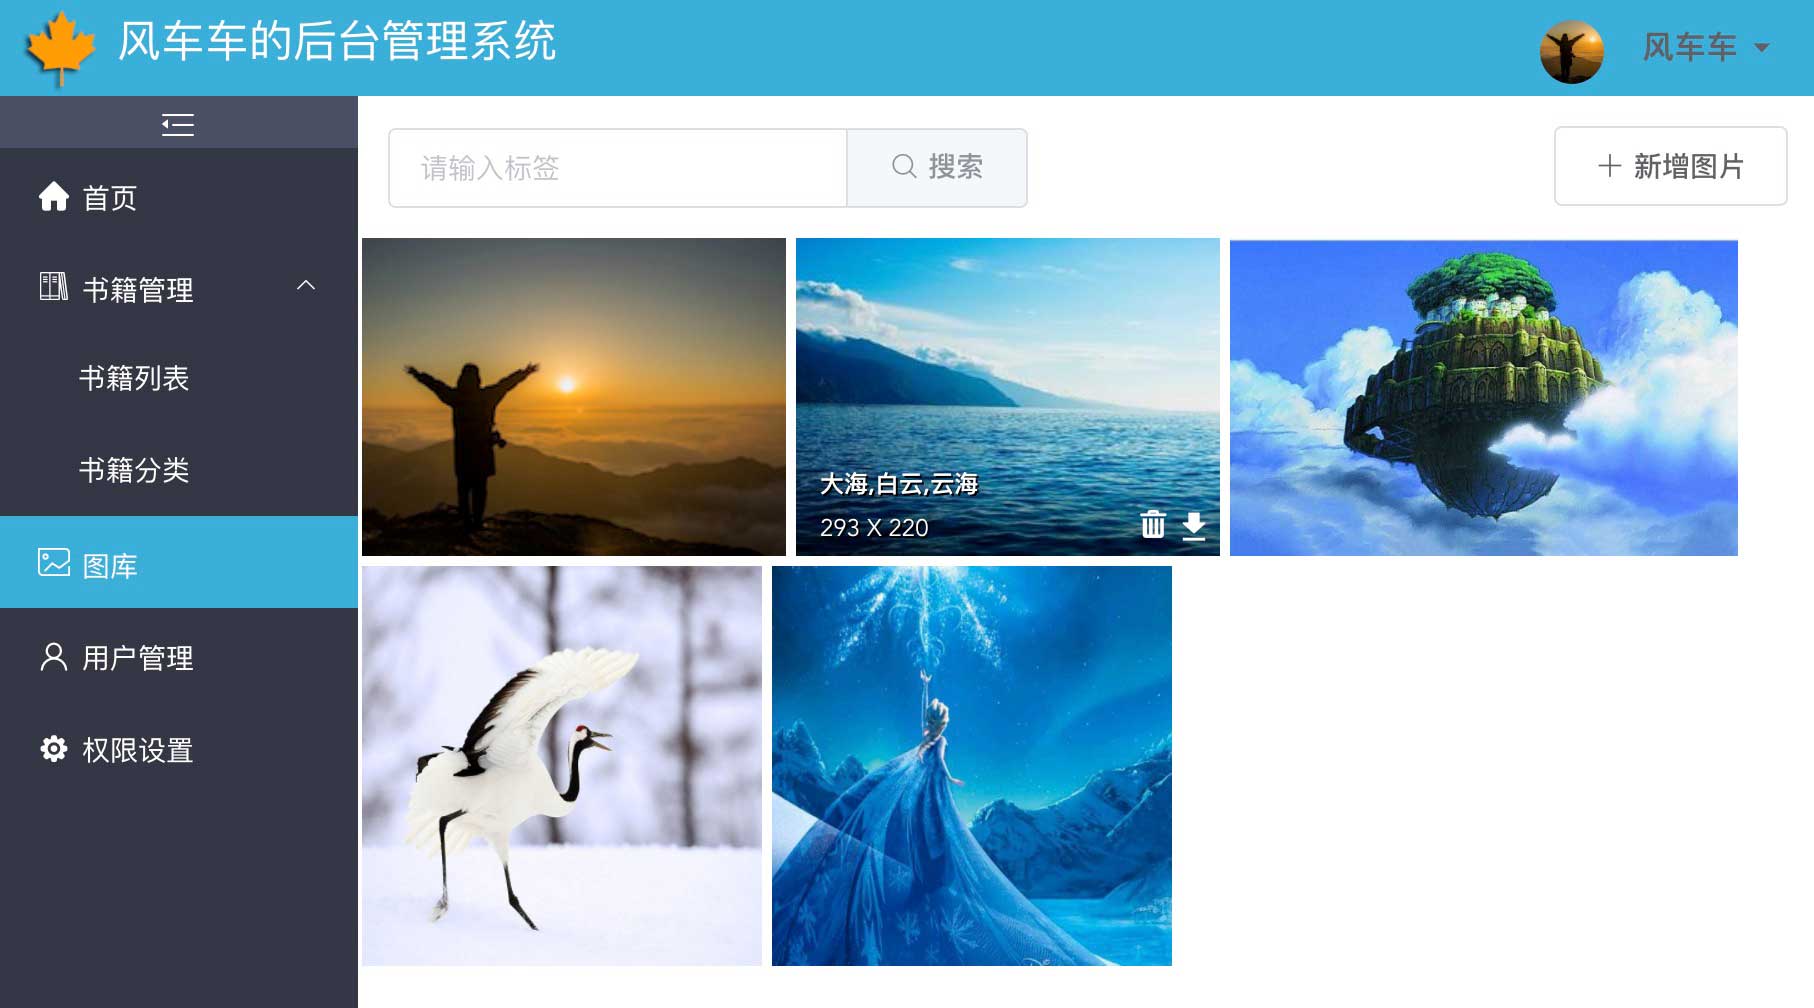 风车车的后台管理系统
风车车
请输入标签
搜索
新增图片
首页
书籍管理
书籍列表
书籍分类
图库
用户管理
权限设置
大海,白云,云海
293 X 220